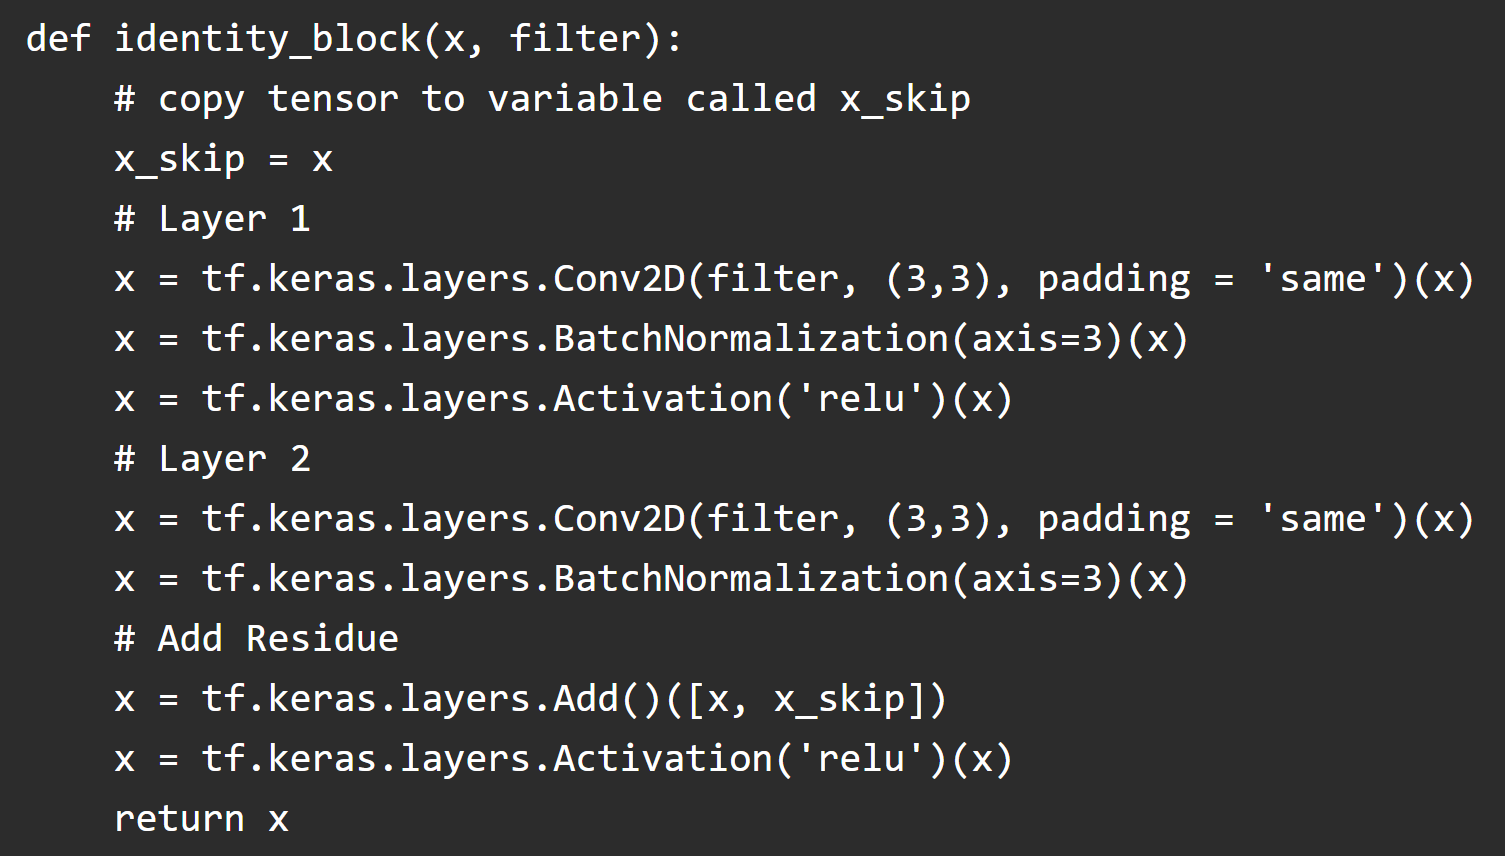 def identity_block(x, filter):
    # copy tensor to variable called x_skip
    x_skip = x
    # Layer 1
    x = tf.keras.layers.Conv2D(filter, (3,3), padding = 'same')(x)
    x = tf.keras.layers.BatchNormalization(axis=3)(x)
    x = tf.keras.layers.Activation('relu')(x)
    # Layer 2
    x = tf.keras.layers.Conv2D(filter, (3,3), padding = 'same')(x)
    x = tf.keras.layers.BatchNormalization(axis=3)(x)
    # Add Residue
    x = tf.keras.layers.Add()([x, x_skip])
    x = tf.keras.layers.Activation('relu')(x)
    return x